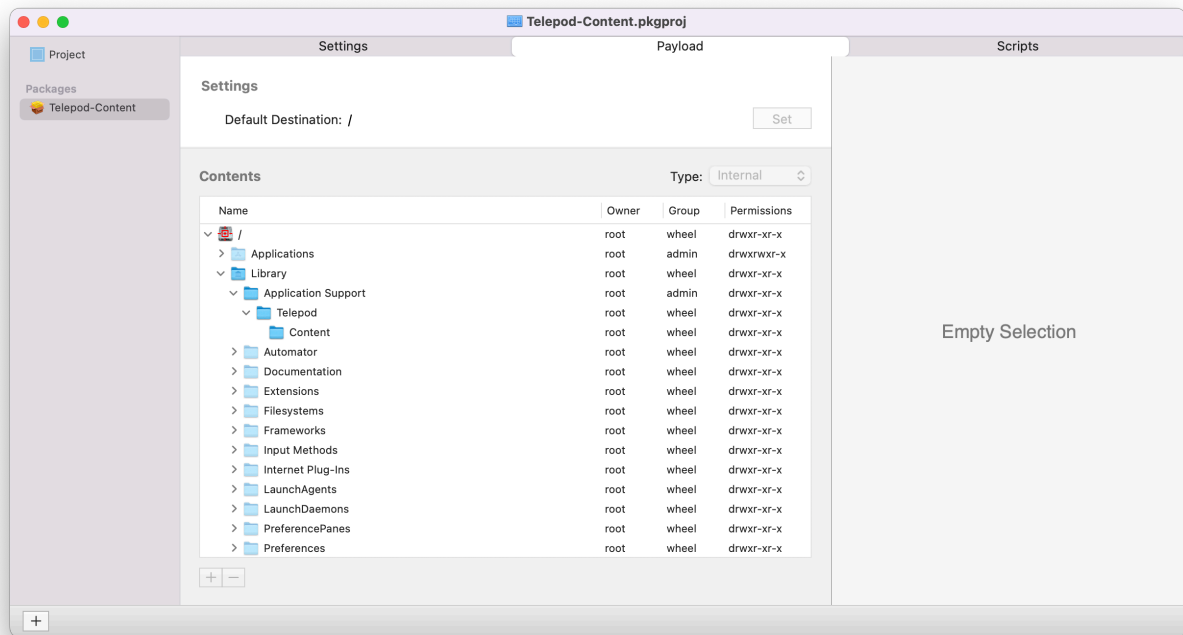 Telepod-Content.pkgproj
Project
Packages
Telepod-Content
Settings Payload Scripts
Settings
Default Destination: / Set
Contents Type: Internal
Name Owner Group Permissions
/ root wheel drwxr-xr-x
Applications root admin drwxrwxr-x
Library root wheel drwxr-xr-x
Application Support root admin drwxr-xr-x
Telepod root wheel drwxr-xr-x
Content root wheel drwxr-xr-x
Automator root wheel drwxr-xr-x
Documentation root wheel drwxr-xr-x
Extensions root wheel drwxr-xr-x
Filesystems root wheel drwxr-xr-x
Frameworks root wheel drwxr-xr-x
Input Methods root wheel drwxr-xr-x
Internet Plug-Ins root wheel drwxr-xr-x
LaunchAgents root wheel drwxr-xr-x
LaunchDaemons root wheel drwxr-xr-x
PreferencePanes root wheel drwxr-xr-x
Preferences root wheel drwxr-xr-x
Empty Selection